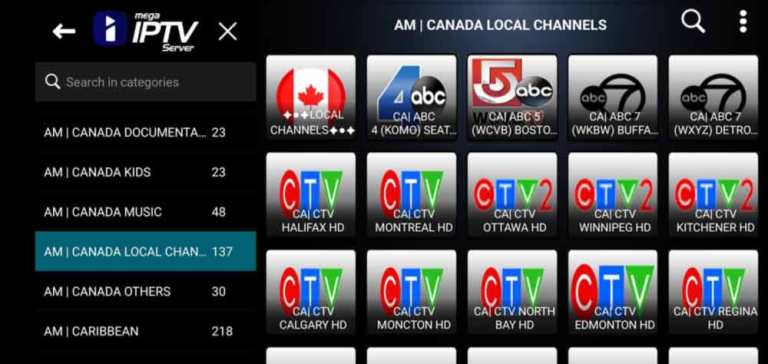 mega
IPTV
Server
Search in categories
AM | CANADA DOCUMENTA... 23
AM | CANADA KIDS 23
AM | CANADA MUSIC 48
AM | CANADA LOCAL CHAN... 137
AM | CANADA OTHERS 30
AM | CARIBBEAN 218
AM | CANADA LOCAL CHANNELS
✦●✦LOCAL
CHANNELS✦●✦
4 abc
CA| ABC
4 (KOMO) SEAT...
5 abc
CA| ABC 5
(WCVB) BOSTO...
abc 7
CA| ABC 7
(WKBW) BUFFA...
abc 7
CA| ABC 7
(WXYZ) DETRO...
CTV
CA| CTV
HALIFAX HD
CTV
CA| CTV
MONTREAL HD
CTV2
CA| CTV
OTTAWA HD
CTV2
CA| CTV
WINNIPEG HD
CTV2
CA| CTV
KITCHENER HD
CTV
CA| CTV
CALGARY HD
CTV
CA| CTV
MONCTON HD
CTV
CA| CTV NORTH
BAY HD
CTV
CA| CTV
EDMONTON HD
CTV
CA| CTV REGINA
HD